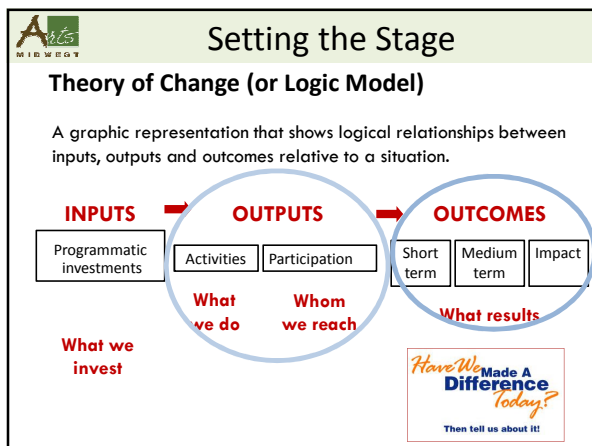 Arts
MIDWEST
Setting the Stage
Theory of Change (or Logic Model)
A graphic representation that shows logical relationships between
inputs, outputs and outcomes relative to a situation.
INPUTS
OUTPUTS
OUTCOMES
Programmatic
investments
Activities
Participation
Short
term
Medium
term
Impact
What
we do
Whom
we reach
What results
What we
invest
Have We Made A
Difference
Today?
Then tell us about it!